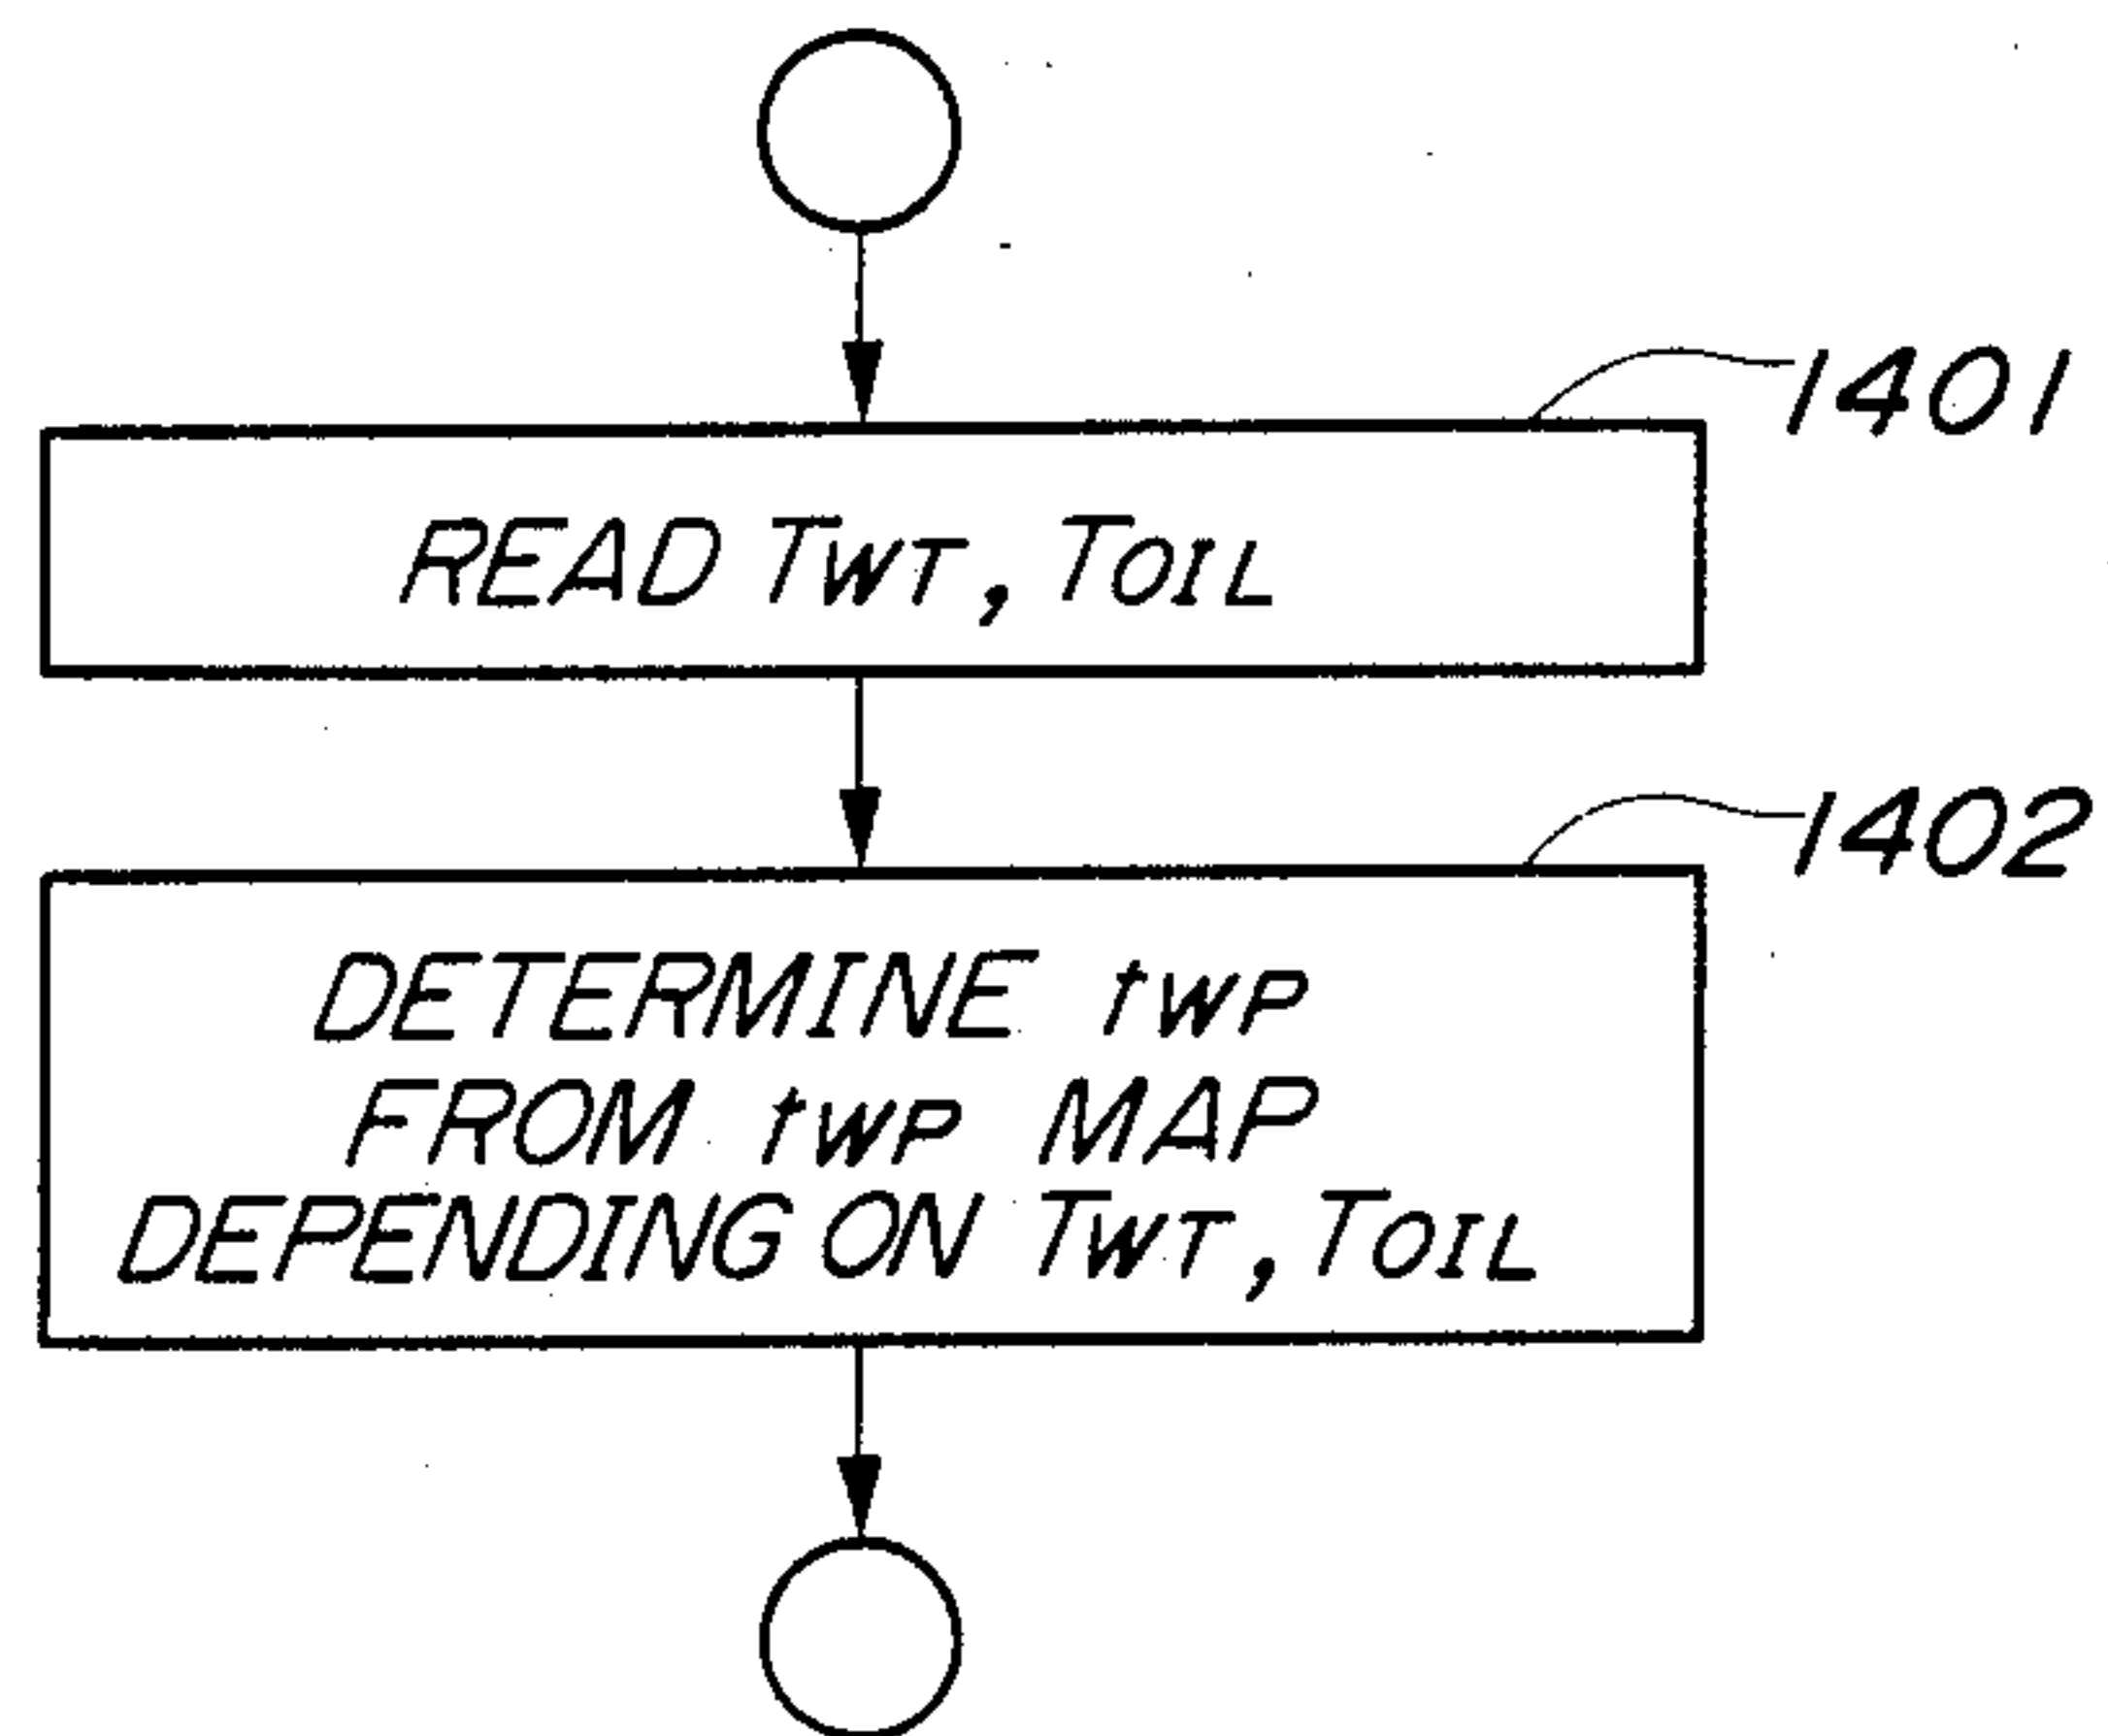 1401
READ TWT, TOIL
1402
DETERMINE tWP
FROM tWP MAP
DEPENDING ON TWT, TOIL